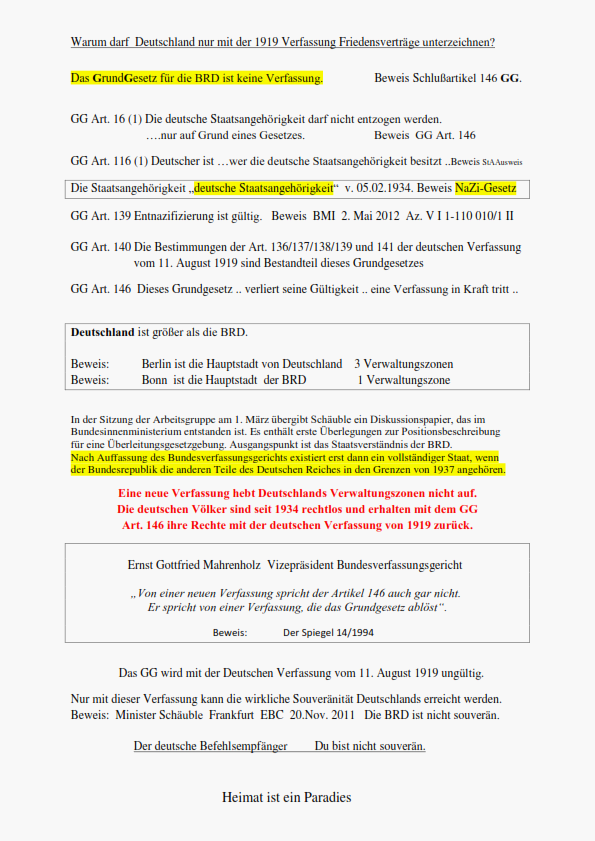 Warum darf Deutschland nur mit der 1919 Verfassung Friedensverträge unterzeichnen?
Das GrundGesetz für die BRD ist keine Verfassung. Beweis Schlußartikel 146 GG.
GG Art. 16 (1) Die deutsche Staatsangehörigkeit darf nicht entzogen werden.
….nur auf Grund eines Gesetzes. Beweis GG Art. 146
GG Art. 116 (1) Deutscher ist …wer die deutsche Staatsangehörigkeit besitzt ..Beweis StAAusweis
Die Staatsangehörigkeit „deutsche Staatsangehörigkeit“ v. 05.02.1934. Beweis NaZi-Gesetz
GG Art. 139 Entnazifizierung ist gültig. Beweis BMI 2. Mai 2012 Az. V I 1-110 010/1 II
GG Art. 140 Die Bestimmungen der Art. 136/137/138/139 und 141 der deutschen Verfassung
vom 11. August 1919 sind Bestandteil dieses Grundgesetzes
GG Art. 146 Dieses Grundgesetz .. verliert seine Gültigkeit .. eine Verfassung in Kraft tritt ..
Deutschland ist größer als die BRD.
Beweis: Berlin ist die Hauptstadt von Deutschland 3 Verwaltungszonen
Beweis: Bonn ist die Hauptstadt der BRD 1 Verwaltungszone
In der Sitzung der Arbeitsgruppe am 1. März übergibt Schäuble ein Diskussionspapier, das im
Bundesinnenministerium entstanden ist. Es enthält erste Überlegungen zur Positionsbeschreibung
für eine Überleitungsgesetzgebung. Ausgangspunkt ist das Staatsverständnis der BRD.
Nach Auffassung des Bundesverfassungsgerichts existiert erst dann ein vollständiger Staat, wenn
der Bundesrepublik die anderen Teile des Deutschen Reiches in den Grenzen von 1937 angehören.
Eine neue Verfassung hebt Deutschlands Verwaltungszonen nicht auf.
Die deutschen Völker sind seit 1934 rechtlos und erhalten mit dem GG
Art. 146 ihre Rechte mit der deutschen Verfassung von 1919 zurück.
Ernst Gottfried Mahrenholz Vizepräsident Bundesverfassungsgericht
„Von einer neuen Verfassung spricht der Artikel 146 auch gar nicht.
Er spricht von einer Verfassung, die das Grundgesetz ablöst“.
Beweis: Der Spiegel 14/1994
Das GG wird mit der Deutschen Verfassung vom 11. August 1919 ungültig.
Nur mit dieser Verfassung kann die wirkliche Souveränität Deutschlands erreicht werden.
Beweis: Minister Schäuble Frankfurt EBC 20.Nov. 2011 Die BRD ist nicht souverän.
Der deutsche Befehlsempfänger Du bist nicht souverän.
Heimat ist ein Paradies